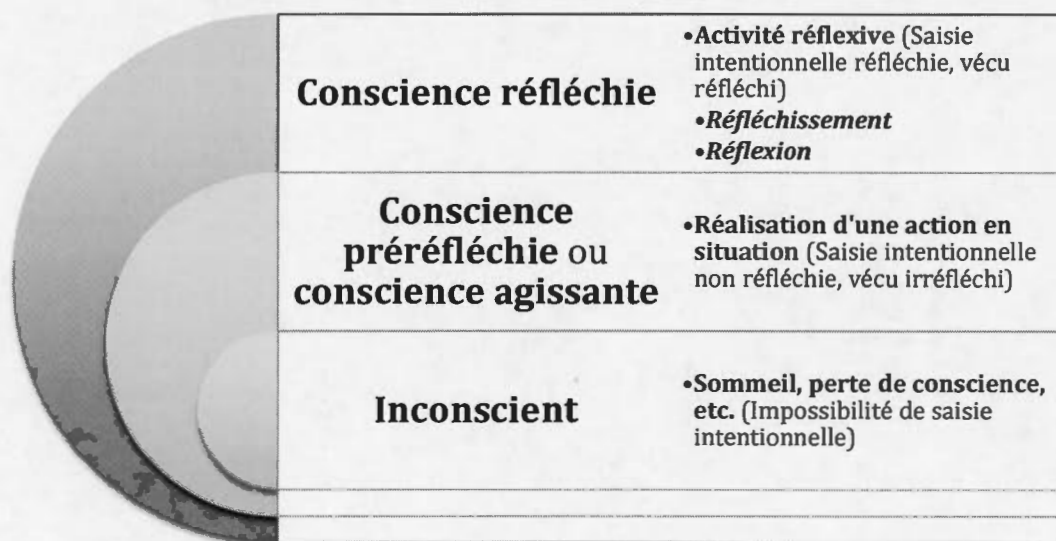 Conscience réfléchie
•Activité réflexive (Saisie
intentionnelle réfléchie, vécu
réfléchi)
•Réfléchissement
•Réflexion
Conscience
préréfléchie ou
conscience agissante
•Réalisation d'une action en
situation (Saisie intentionnelle
non réfléchie, vécu irréfléchi)
Inconscient
•Sommeil, perte de conscience,
etc. (Impossibilité de saisie
intentionnelle)